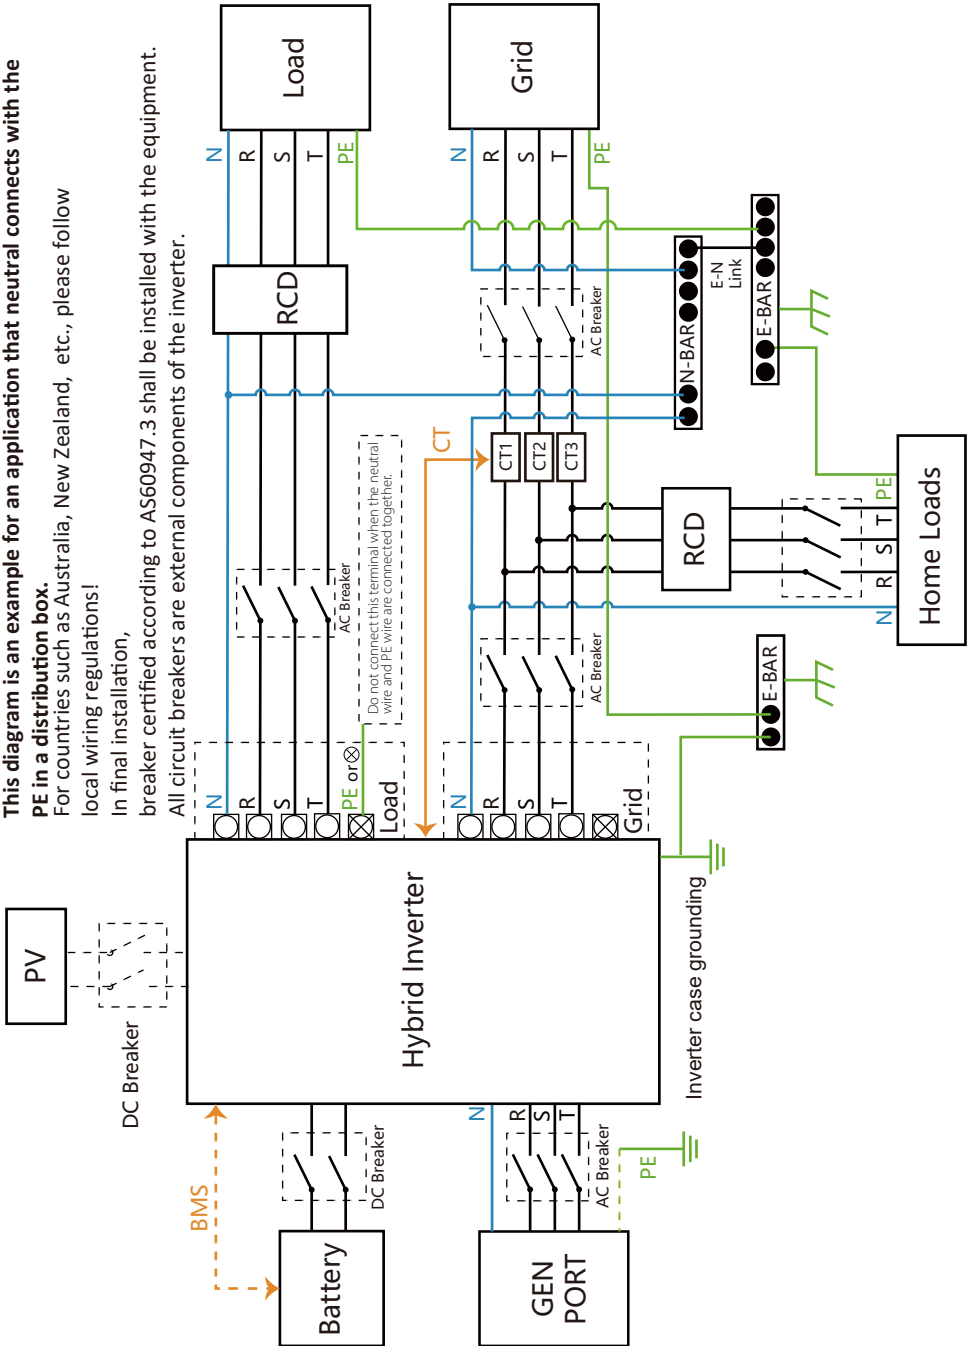 This diagram is an example for an application that neutral connects with the
PE in a distribution box.
For countries such as Australia, New Zealand, etc., please follow
local wiring regulations!
In final installation,
breaker certified according to AS60947.3 shall be installed with the equipment.
All circuit breakers are external components of the inverter.
PV
DC Breaker
BMS
Battery
DC Breaker
GEN
PORT
N
R
S
T
AC Breaker
PE
Hybrid Inverter
Inverter case grounding
N
R
S
T
PE or
Load
Do not connect this terminal when the neutral
wire and PE wire are connected together.
AC Breaker
RCD
N
R
S
T
PE
Load
CT
N
R
S
T
Grid
AC Breaker
CT1
CT2
CT3
AC Breaker
N
R
S
T
PE
Grid
N-BAR
E-N
Link
E-BAR
RCD
E-BAR
N
R
S
T
PE
Home Loads